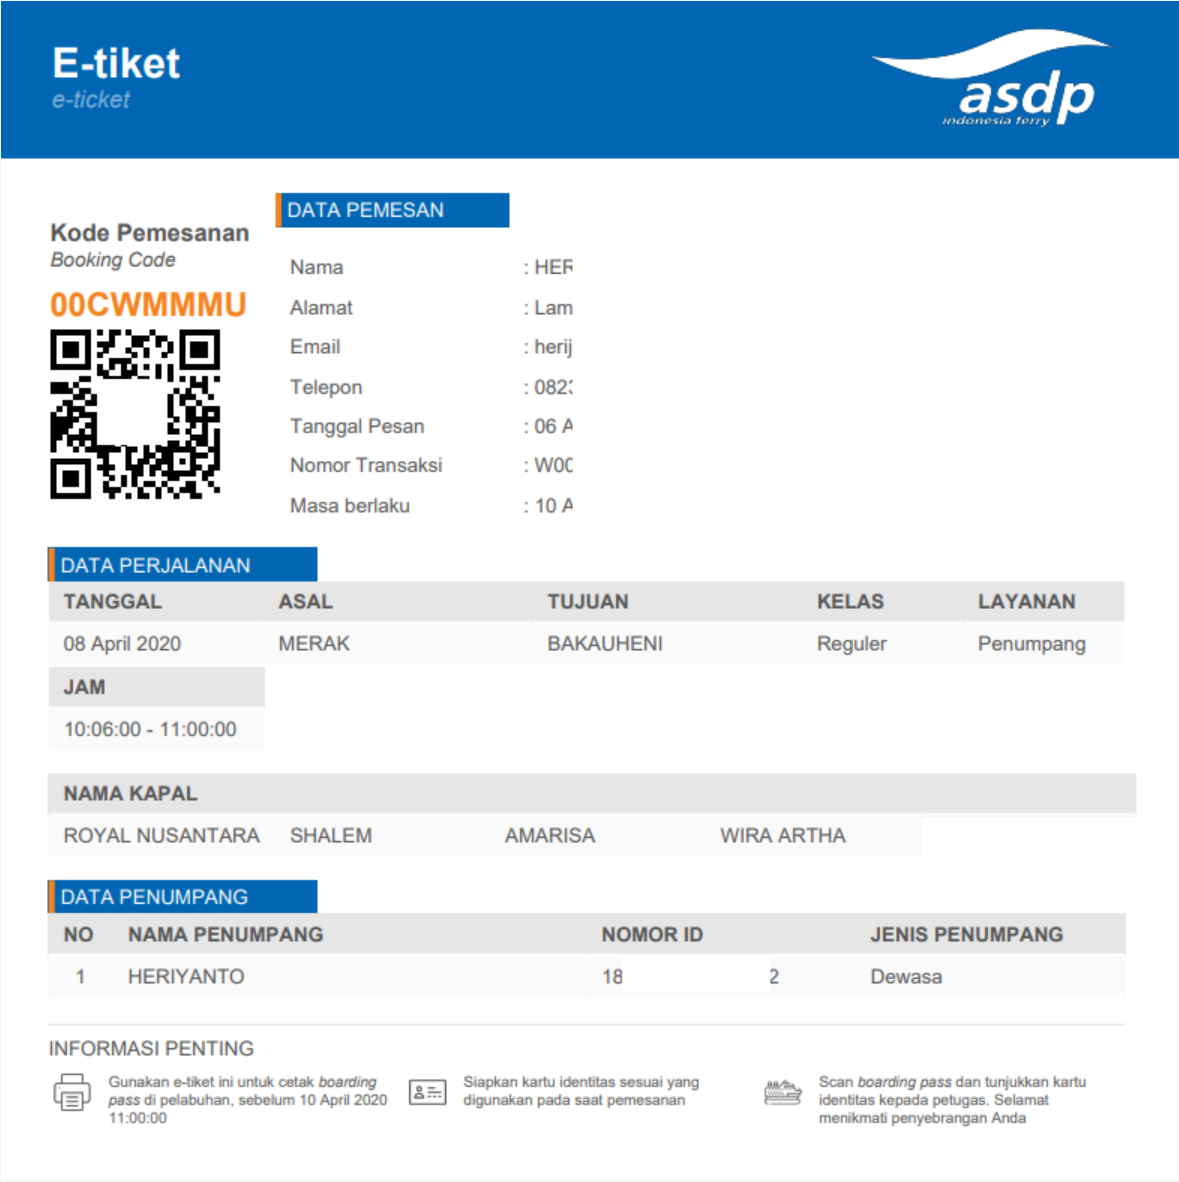 E-tiket
e-ticket
asdp
indonesia ferry
Kode Pemesanan
Booking Code
00CWMMMU
DATA PEMESAN
Nama : HER
Alamat : Lam
Email : herij
Telepon : 082
Tanggal Pesan : 06 A
Nomor Transaksi : W00
Masa berlaku : 10 A
DATA PERJALANAN
TANGGAL ASAL TUJUAN KELAS LAYANAN
08 April 2020 MERAK BAKAUHENI Reguler Penumpang
JAM
10:06:00 - 11:00:00
NAMA KAPAL
ROYAL NUSANTARA SHALEM AMARISA WIRA ARTHA
DATA PENUMPANG
NO NAMA PENUMPANG NOMOR ID JENIS PENUMPANG
1 HERIYANTO 18 2 Dewasa
INFORMASI PENTING
Gunakan e-tiket ini untuk cetak boarding
pass di pelabuhan, sebelum 10 April 2020
11:00:00
Siapkan kartu identitas sesuai yang
digunakan pada saat pemesanan
Scan boarding pass dan tunjukkan kartu
identitas kepada petugas. Selamat
menikmati penyebrangan Anda